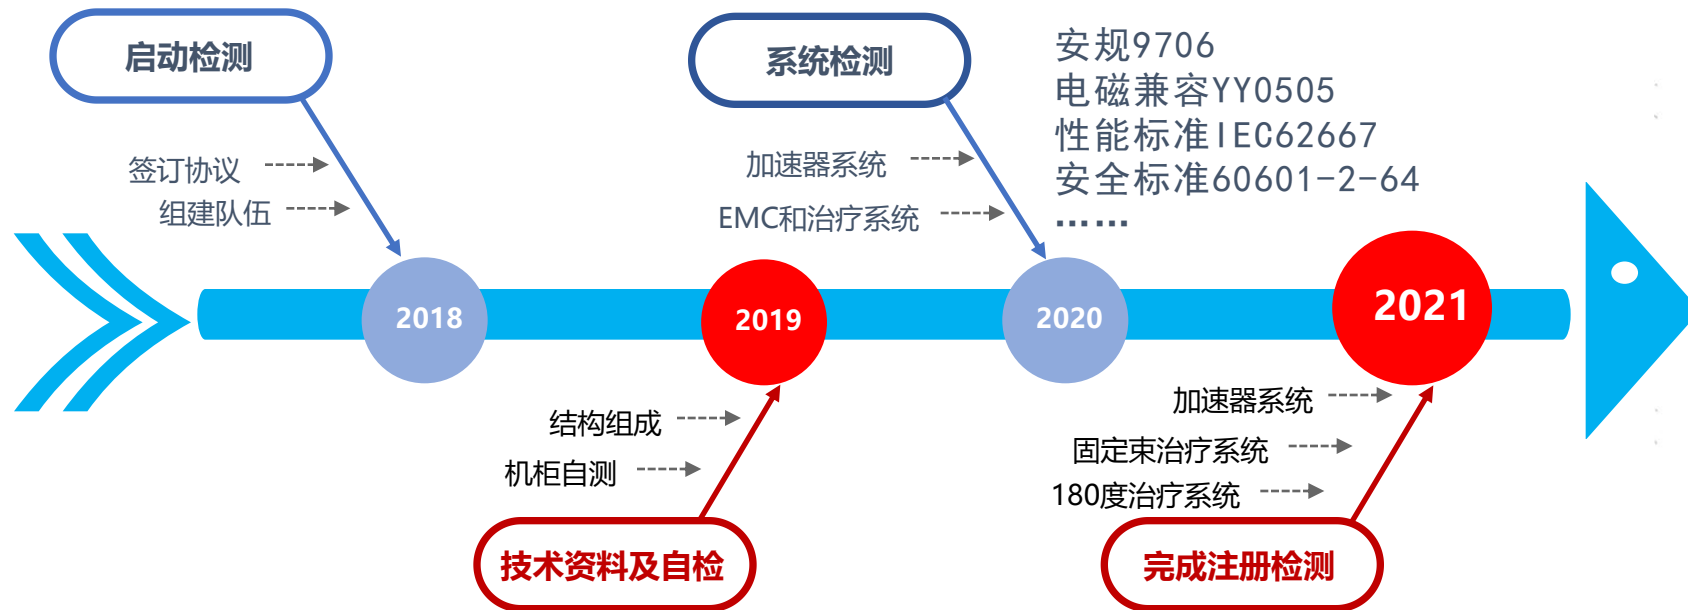 启动检测
签订协议
组建队伍
系统检测
加速器系统
EMC和治疗系统
安规9706
电磁兼容YY0505
性能标准IEC62667
安全标准60601-2-64
……
2018
2019
2020
2021
结构组成
机柜自测
技术资料及自检
加速器系统
固定束治疗系统
180度治疗系统
完成注册检测